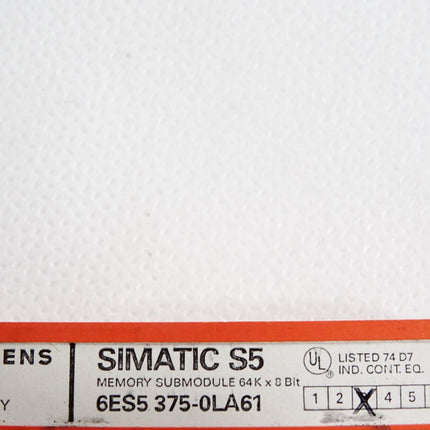 ENS SIMATIC S5 UL LISTED 74 D7
MEMORY SUBMODULE 64K x 8 Bit IND. CONT. EQ.
Y 6ES5 375-0LA61 1 2 X 4 5